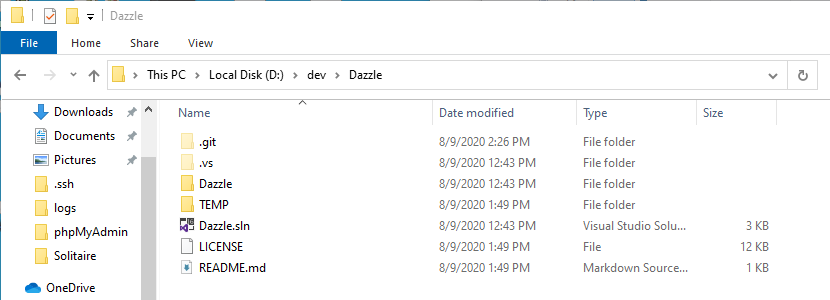 Dazzle
File Home Share View
This PC Local Disk (D:) dev Dazzle
Downloads
Documents
Pictures
.ssh
logs
phpMyAdmin
Solitaire
OneDrive
Name Date modified Type Size
.git 8/9/2020 2:26 PM File folder
.vs 8/9/2020 12:43 PM File folder
Dazzle 8/9/2020 12:43 PM File folder
TEMP 8/9/2020 1:49 PM File folder
Dazzle.sln 8/9/2020 12:43 PM Visual Studio Solu... 3 KB
LICENSE 8/9/2020 1:49 PM File 12 KB
README.md 8/9/2020 1:49 PM Markdown Source... 1 KB